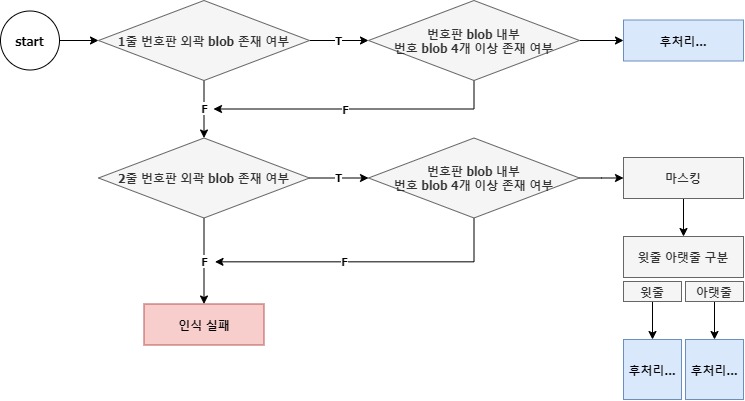 start
1줄 번호판 외곽 blob 존재 여부
T
번호판 blob 내부
번호 blob 4개 이상 존재 여부
후처리...
F
F
2줄 번호판 외곽 blob 존재 여부
T
번호판 blob 내부
번호 blob 4개 이상 존재 여부
마스킹
윗줄 아랫줄 구분
F
F
윗줄
아랫줄
인식 실패
후처리...
후처리...